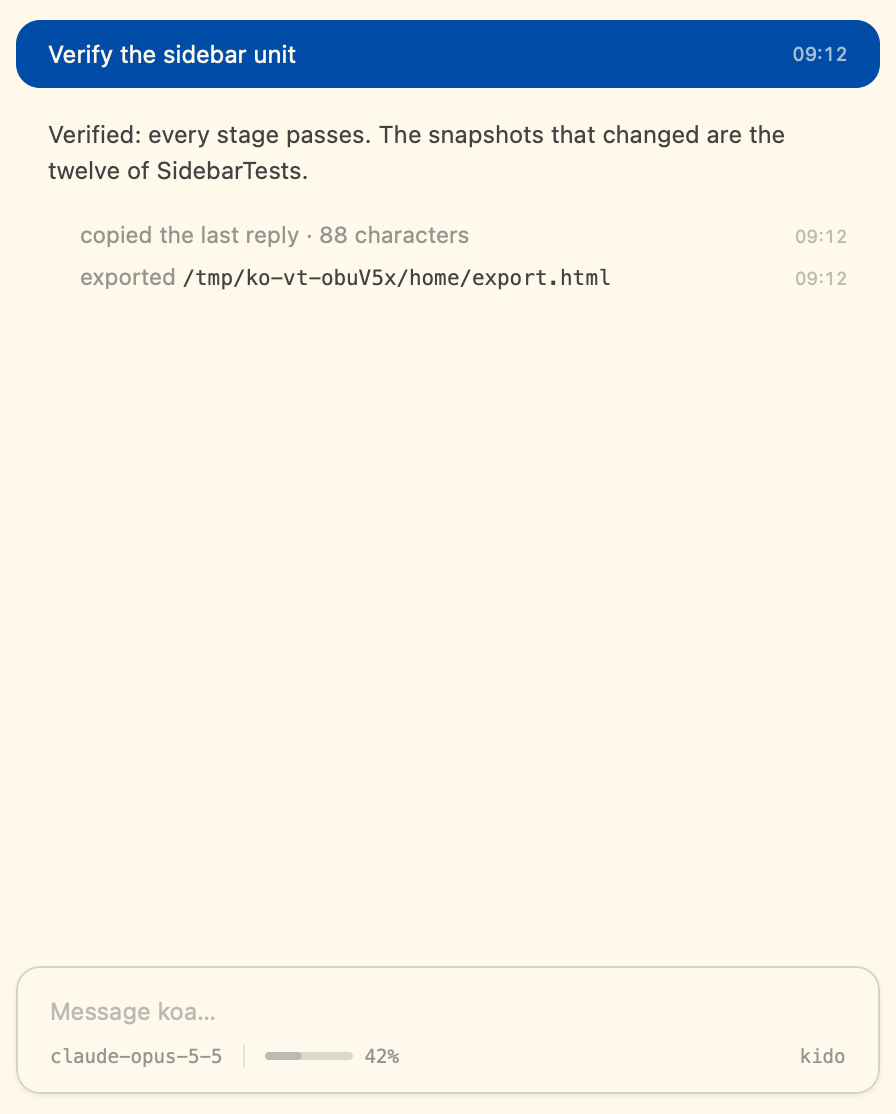 Verify the sidebar unit 09:12
Verified: every stage passes. The snapshots that changed are the
twelve of SidebarTests.
copied the last reply · 88 characters 09:12
exported /tmp/ko-vt-obuV5x/home/export.html 09:12
Message koa...
claude-opus-5-5 42% kido